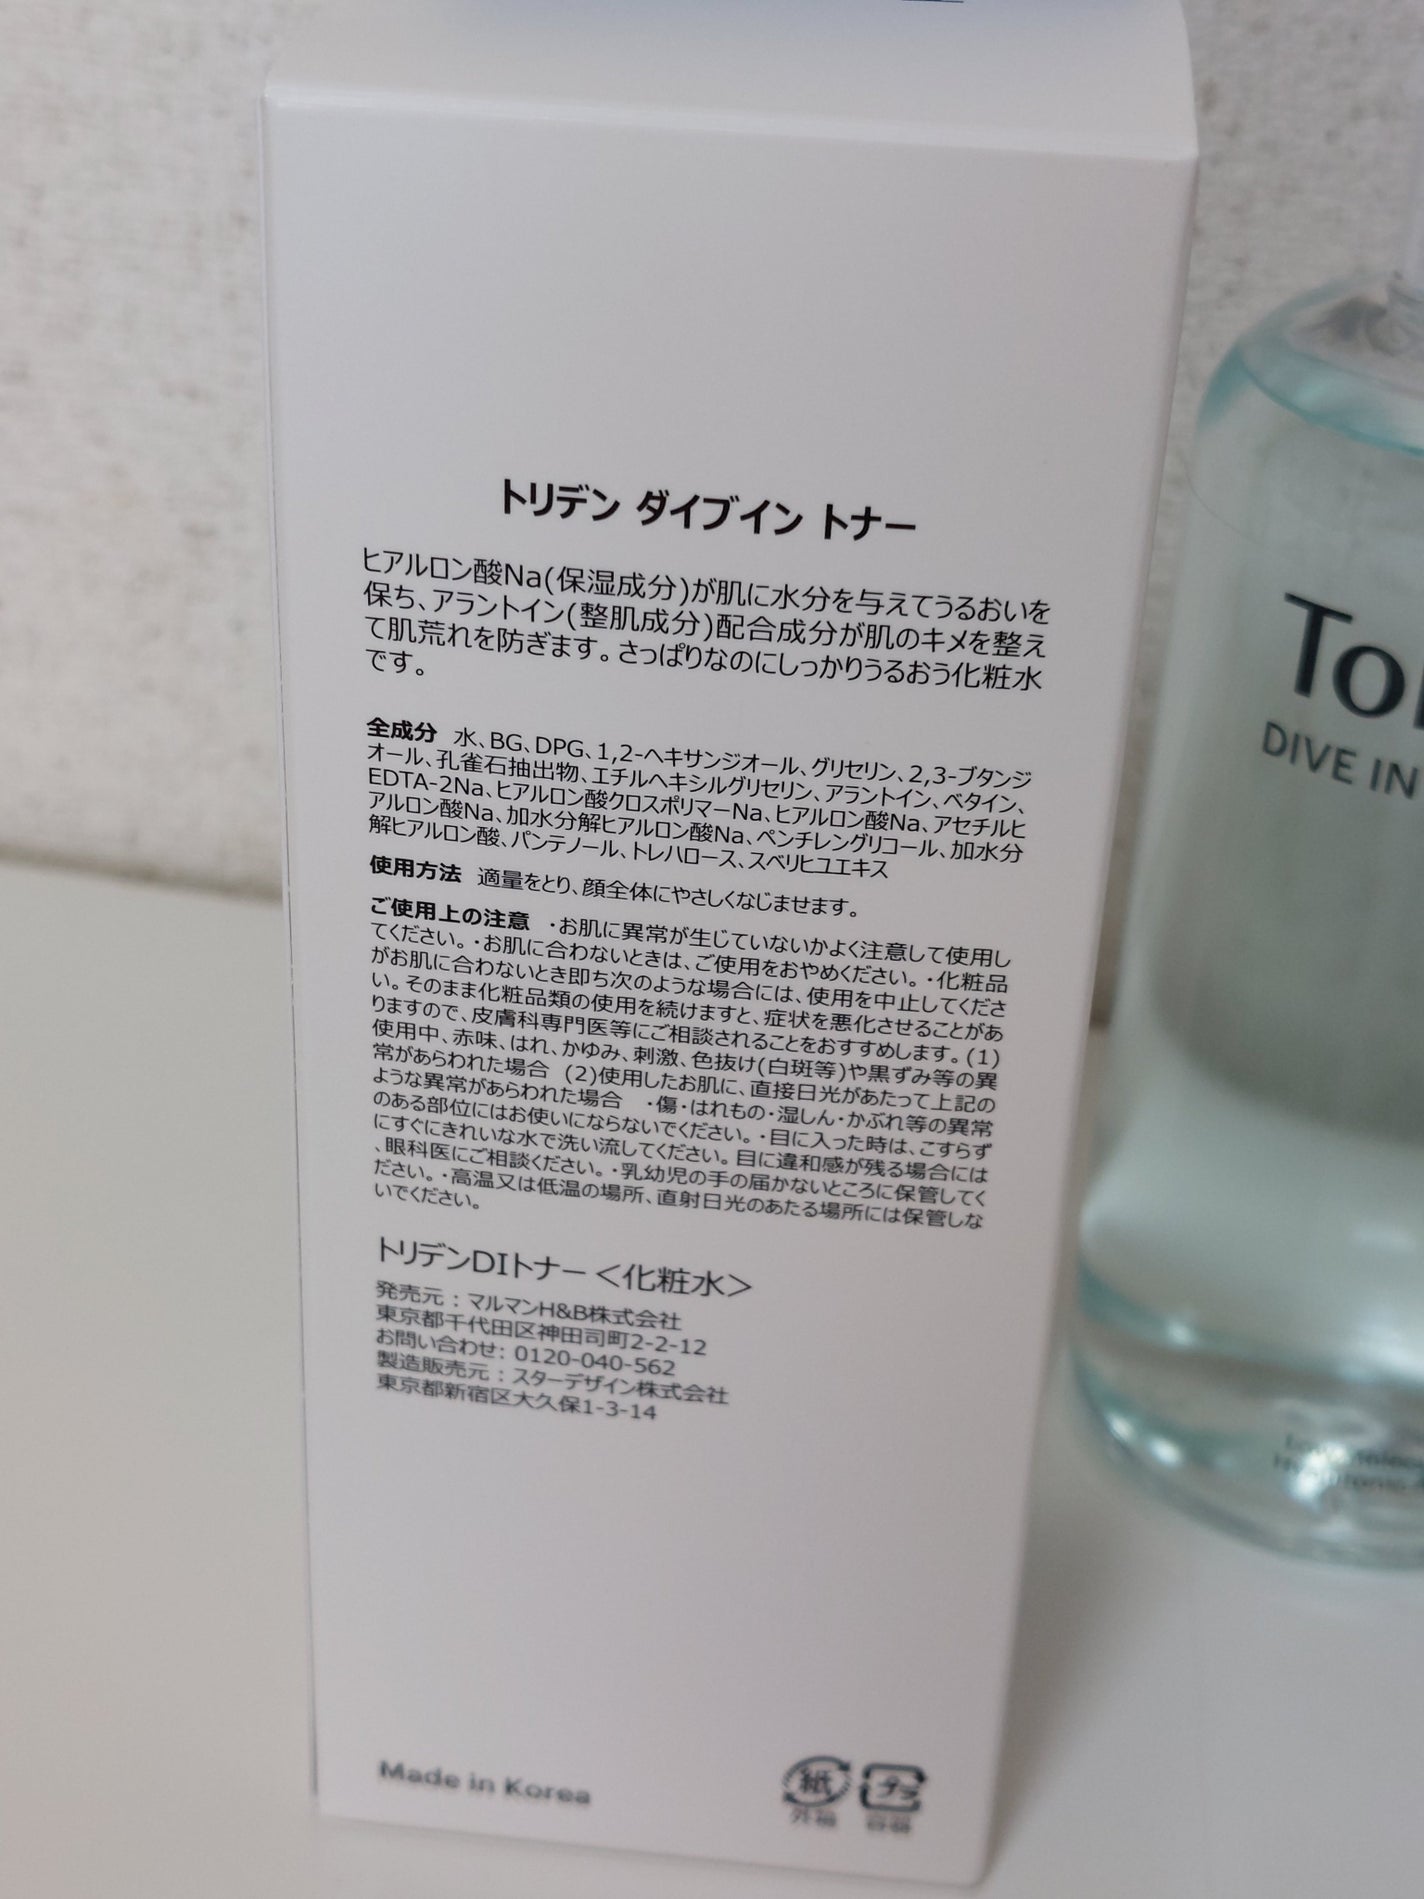 トリデン ダイブイン トナー
ヒアルロン酸Na(保湿成分)が肌に水分を与えてうるおいを
保ち、アラントイン(整肌成分)配合成分が肌のキメを整え
て肌荒れを防ぎます。さっぱりなのにしっかりうるおう化粧水
です。
全成分 水、BG、DPG、1,2-ヘキサンジオール、グリセリン、2,3-ブタンジ
オール、孔雀石抽出物、エチルヘキシルグリセリン、アラントイン、ベタイン、
EDTA-2Na、ヒアルロン酸クロスポリマーNa、ヒアルロン酸Na、アセチルヒ
アルロン酸Na、加水分解ヒアルロン酸Na、ペンチレングリコール、加水分
解ヒアルロン酸、パンテノール、トレハロース、スベリヒユエキス
使用方法 適量をとり、顔全体にやさしくなじませます。
ご使用上の注意 ・お肌に異常が生じていないかよく注意して使用し
てください。・お肌に合わないときは、ご使用をおやめください。・化粧品
がお肌に合わないとき即ち次のような場合には、使用を中止してくださ
い。そのまま化粧品類の使用を続けますと、症状を悪化させることがあ
りますので、皮膚科専門医等にご相談されることをおすすめします。(1)
使用中、赤味、はれ、かゆみ、刺激、色抜け(白斑等)や黒ずみ等の異
常があらわれた場合 (2)使用したお肌に、直接日光があたって上記の
ような異常があらわれた場合 ・傷・はれもの・湿しん・かぶれ等の異常
のある部位にはお使いにならないでください。・目に入った時は、こすらず
にすぐにきれいな水で洗い流してください。目に違和感が残る場合には
、眼科医にご相談ください。・乳幼児の手の届かないところに保管してく
ださい。・高温又は低温の場所、直射日光のあたる場所には保管しな
いでください。
トリデンDIトナー＜化粧水＞
発売元：マルマンH&B株式会社
東京都千代田区神田司町2-2-12
お問い合わせ: 0120-040-562
製造販売元：スターデザイン株式会社
東京都新宿区大久保1-3-14
Made in Korea
紙 プラ
外箱 容器
To
DIVE IN